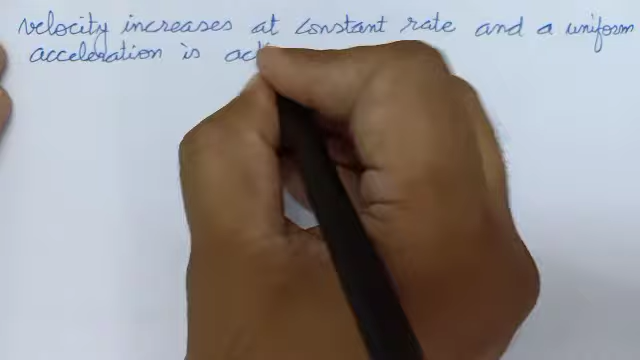 velocity increases at constant rate and a uniform
acceleration is